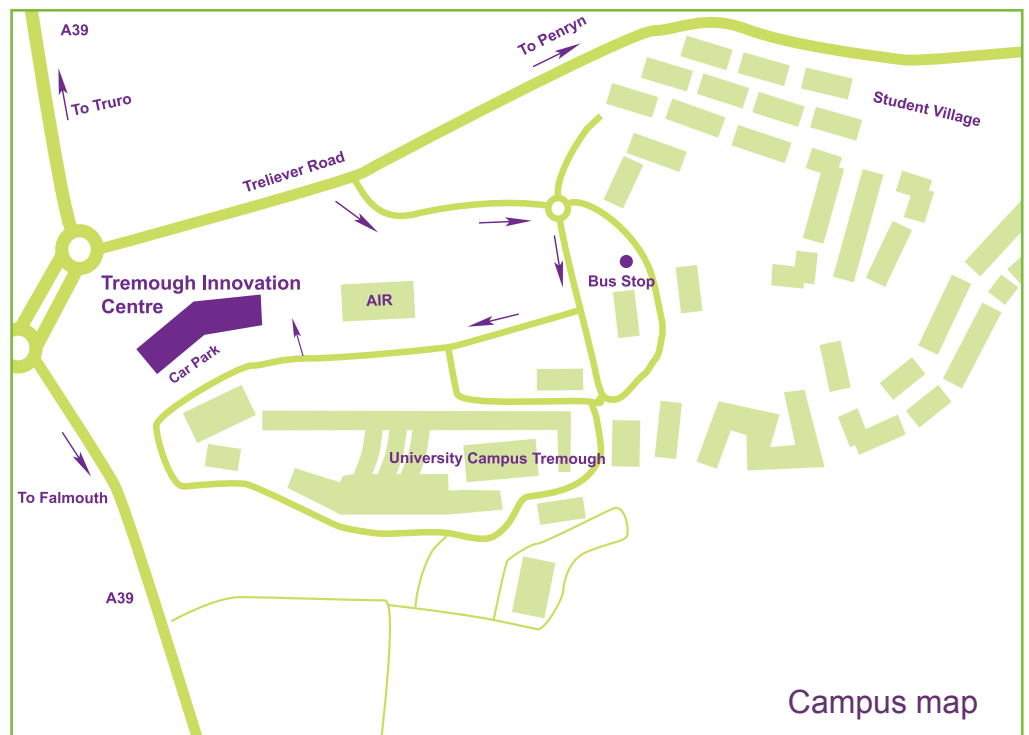 A39
To Penryn
To Truro
Student Village
Treliever Road
Tremough Innovation
Centre
Bus Stop
AIR
Car Park
University Campus Tremough
To Falmouth
A39
Campus map